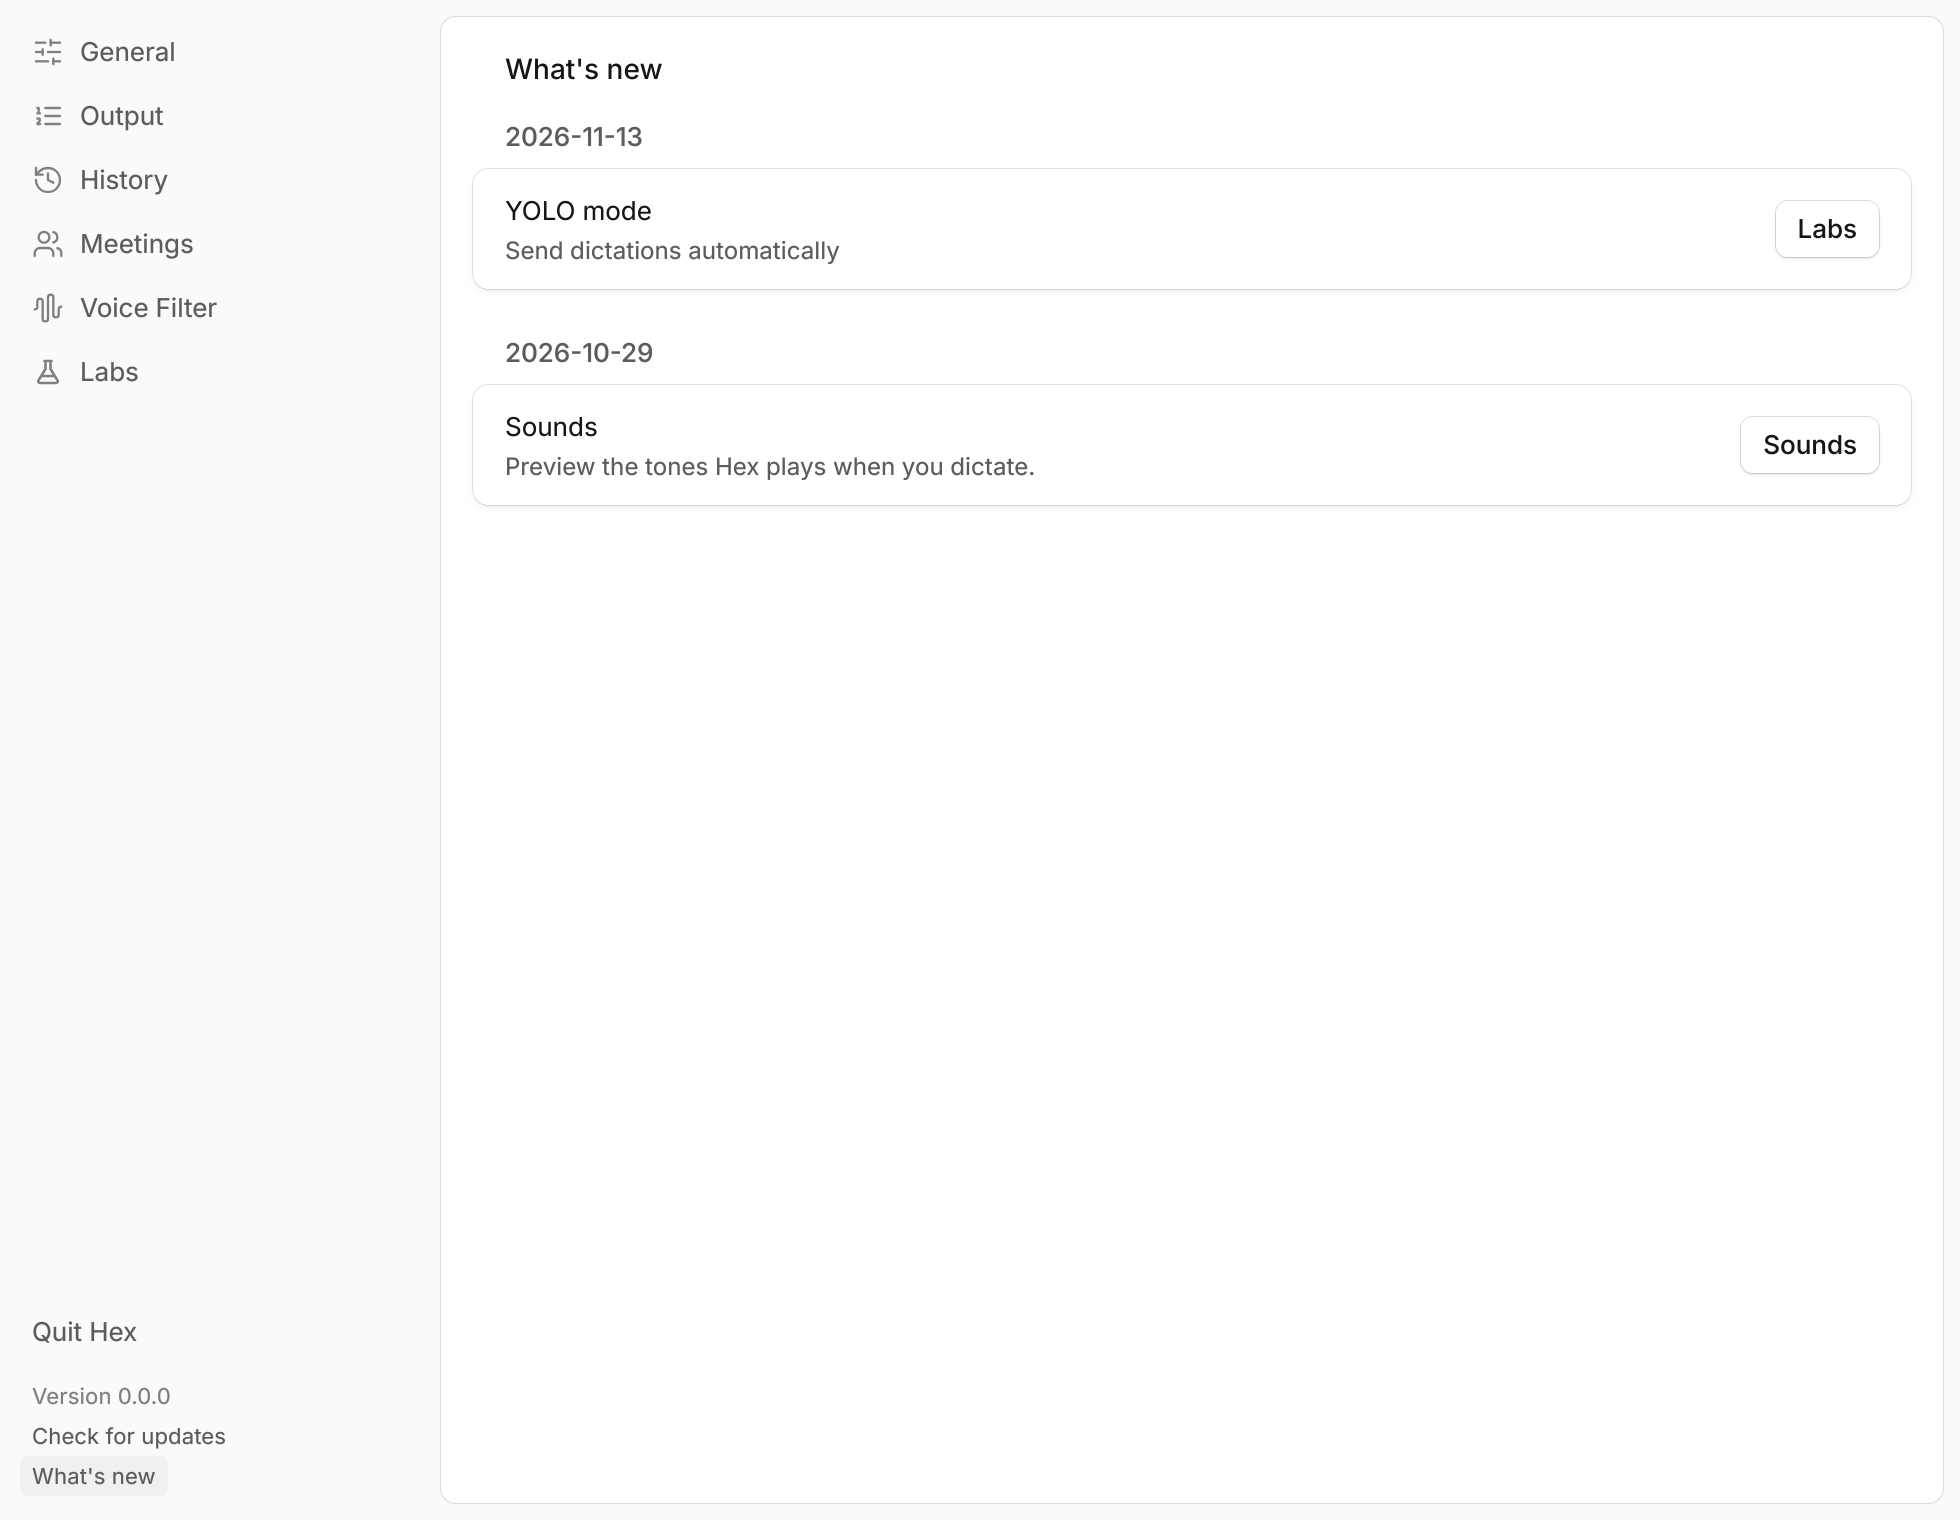 General
Output
History
Meetings
Voice Filter
Labs
Quit Hex
Version 0.0.0
Check for updates
What's new
What's new
2026-11-13
YOLO mode
Send dictations automatically
Labs
2026-10-29
Sounds
Preview the tones Hex plays when you dictate.
Sounds